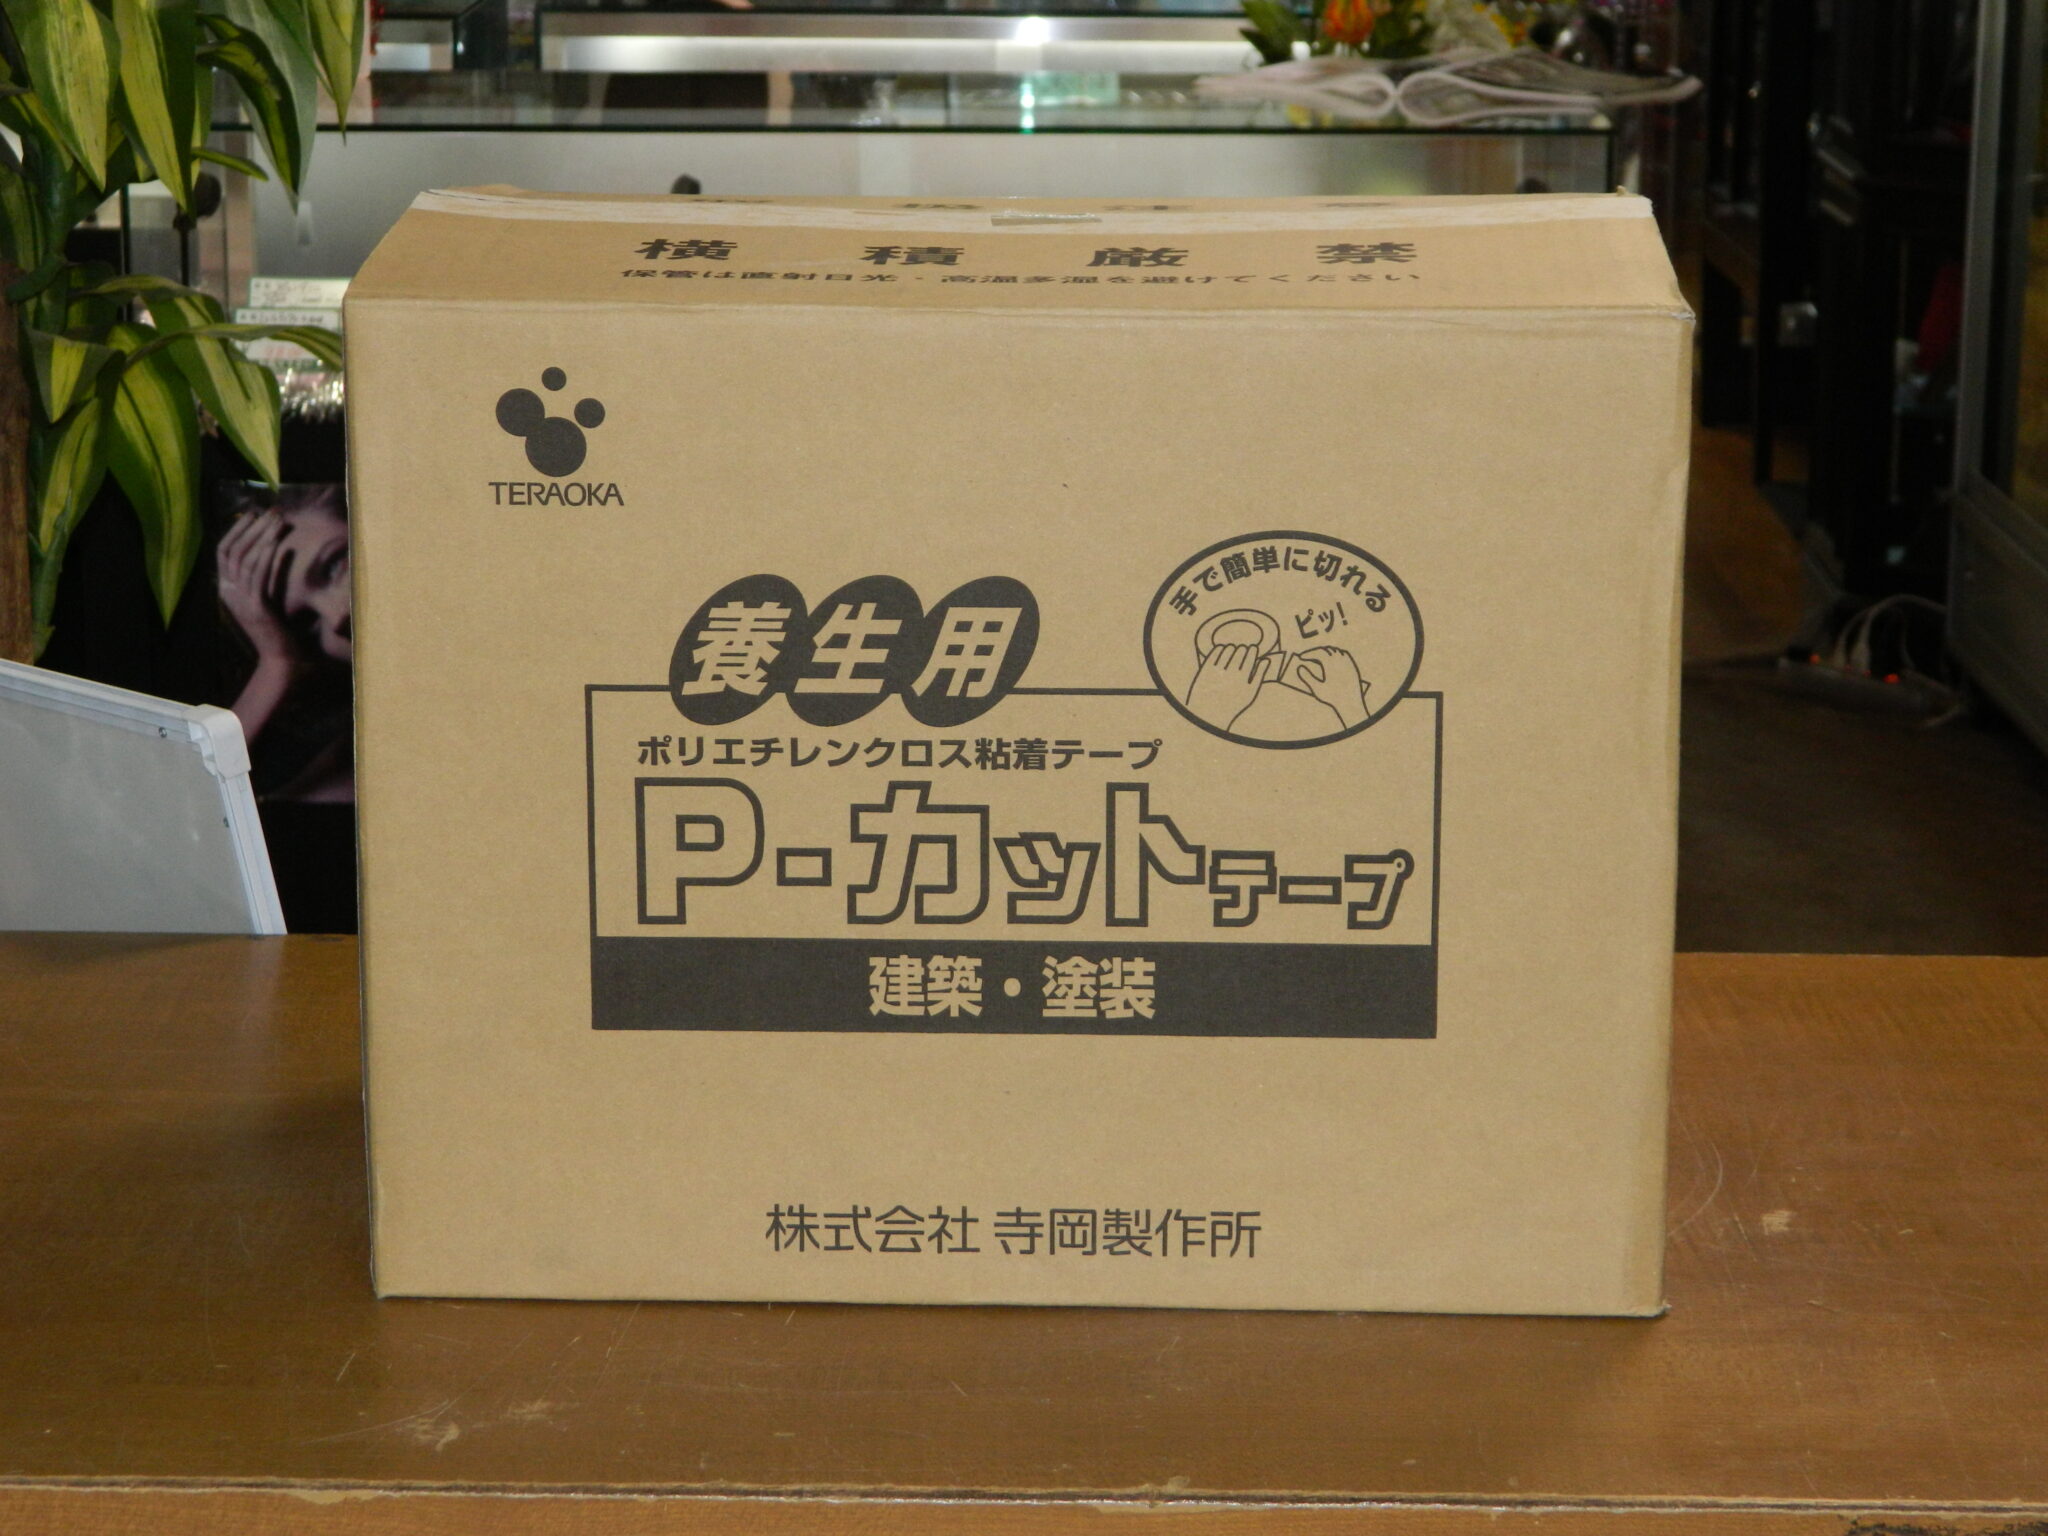 横積厳禁
保管は直射日光・高温多湿を避けてください
TERAOKA
手で簡単に切れる
ピッ!
養生用
ポリエチレンクロス粘着テープ
P-カットテープ
建築・塗装
株式会社 寺岡製作所